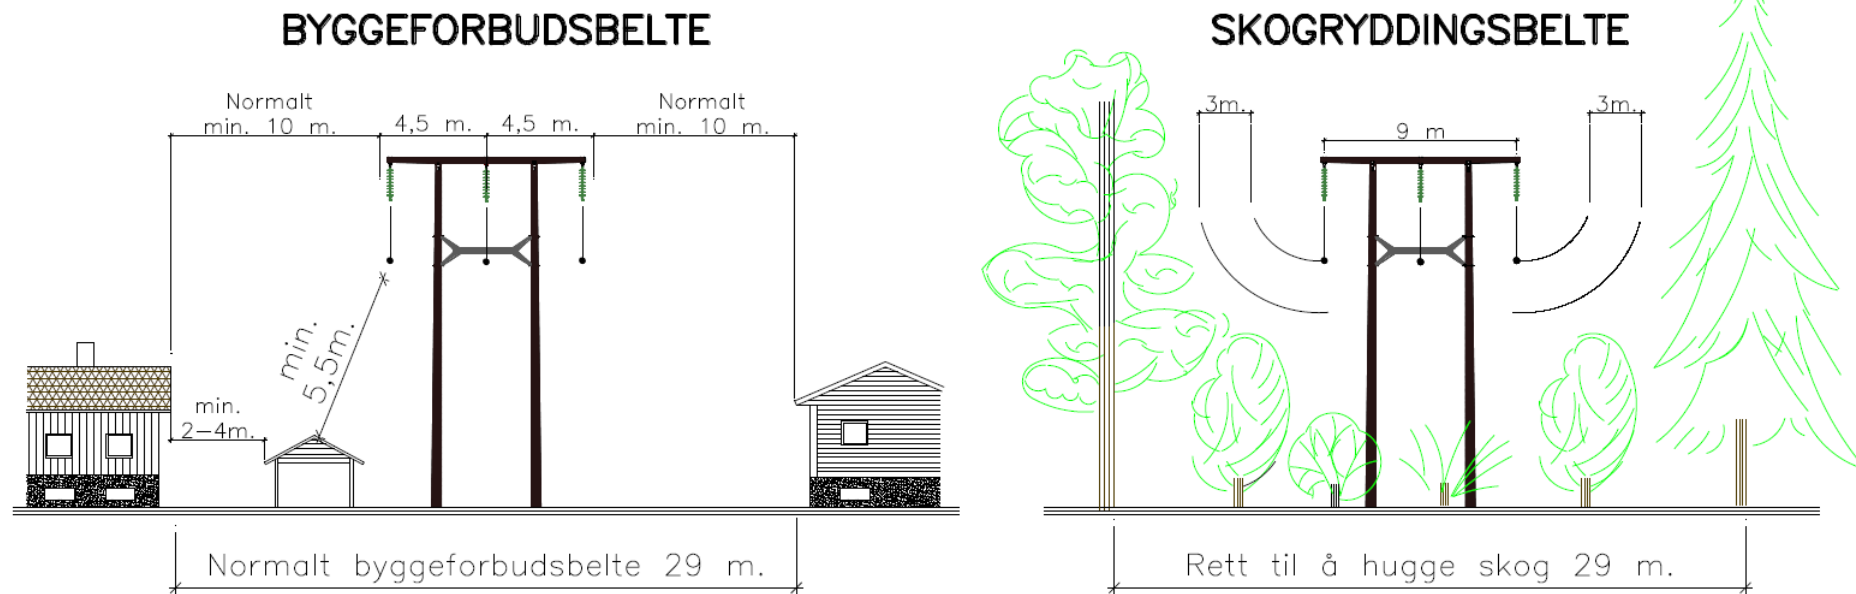 BYGGEFORBUDSBELTE
Normalt
min. 10 m.
4,5 m.
4,5 m.
Normalt
min. 10 m.
min.
5,5m.
min.
2-4m.
Normalt byggeforbudsbelte 29 m.
SKOGRYDDINGSBELTE
3m.
9 m
3m.
Rett til å hugge skog 29 m.